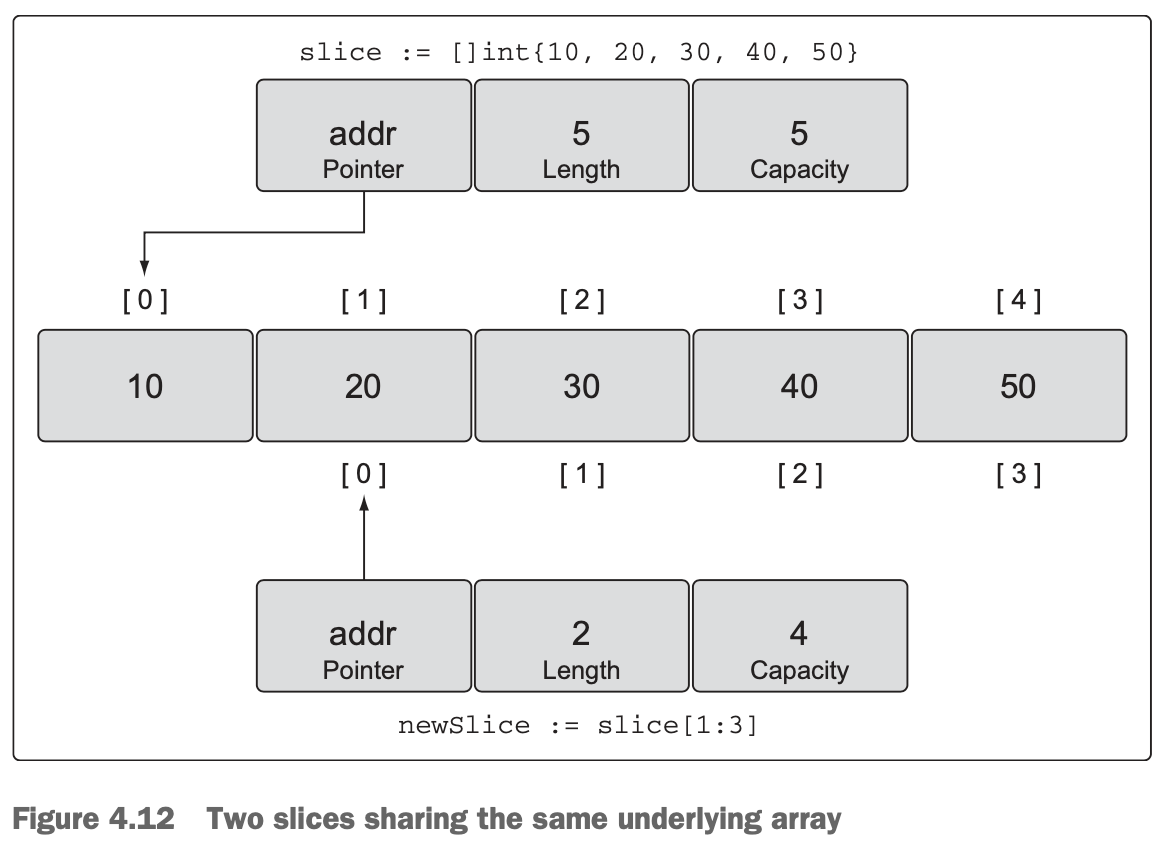 slice := []int{10, 20, 30, 40, 50}
addr 5 5
Pointer Length Capacity
[0] [1] [2] [3] [4]
10 20 30 40 50
[0] [1] [2] [3]
addr 2 4
Pointer Length Capacity
newSlice := slice[1:3]
Figure 4.12 Two slices sharing the same underlying array